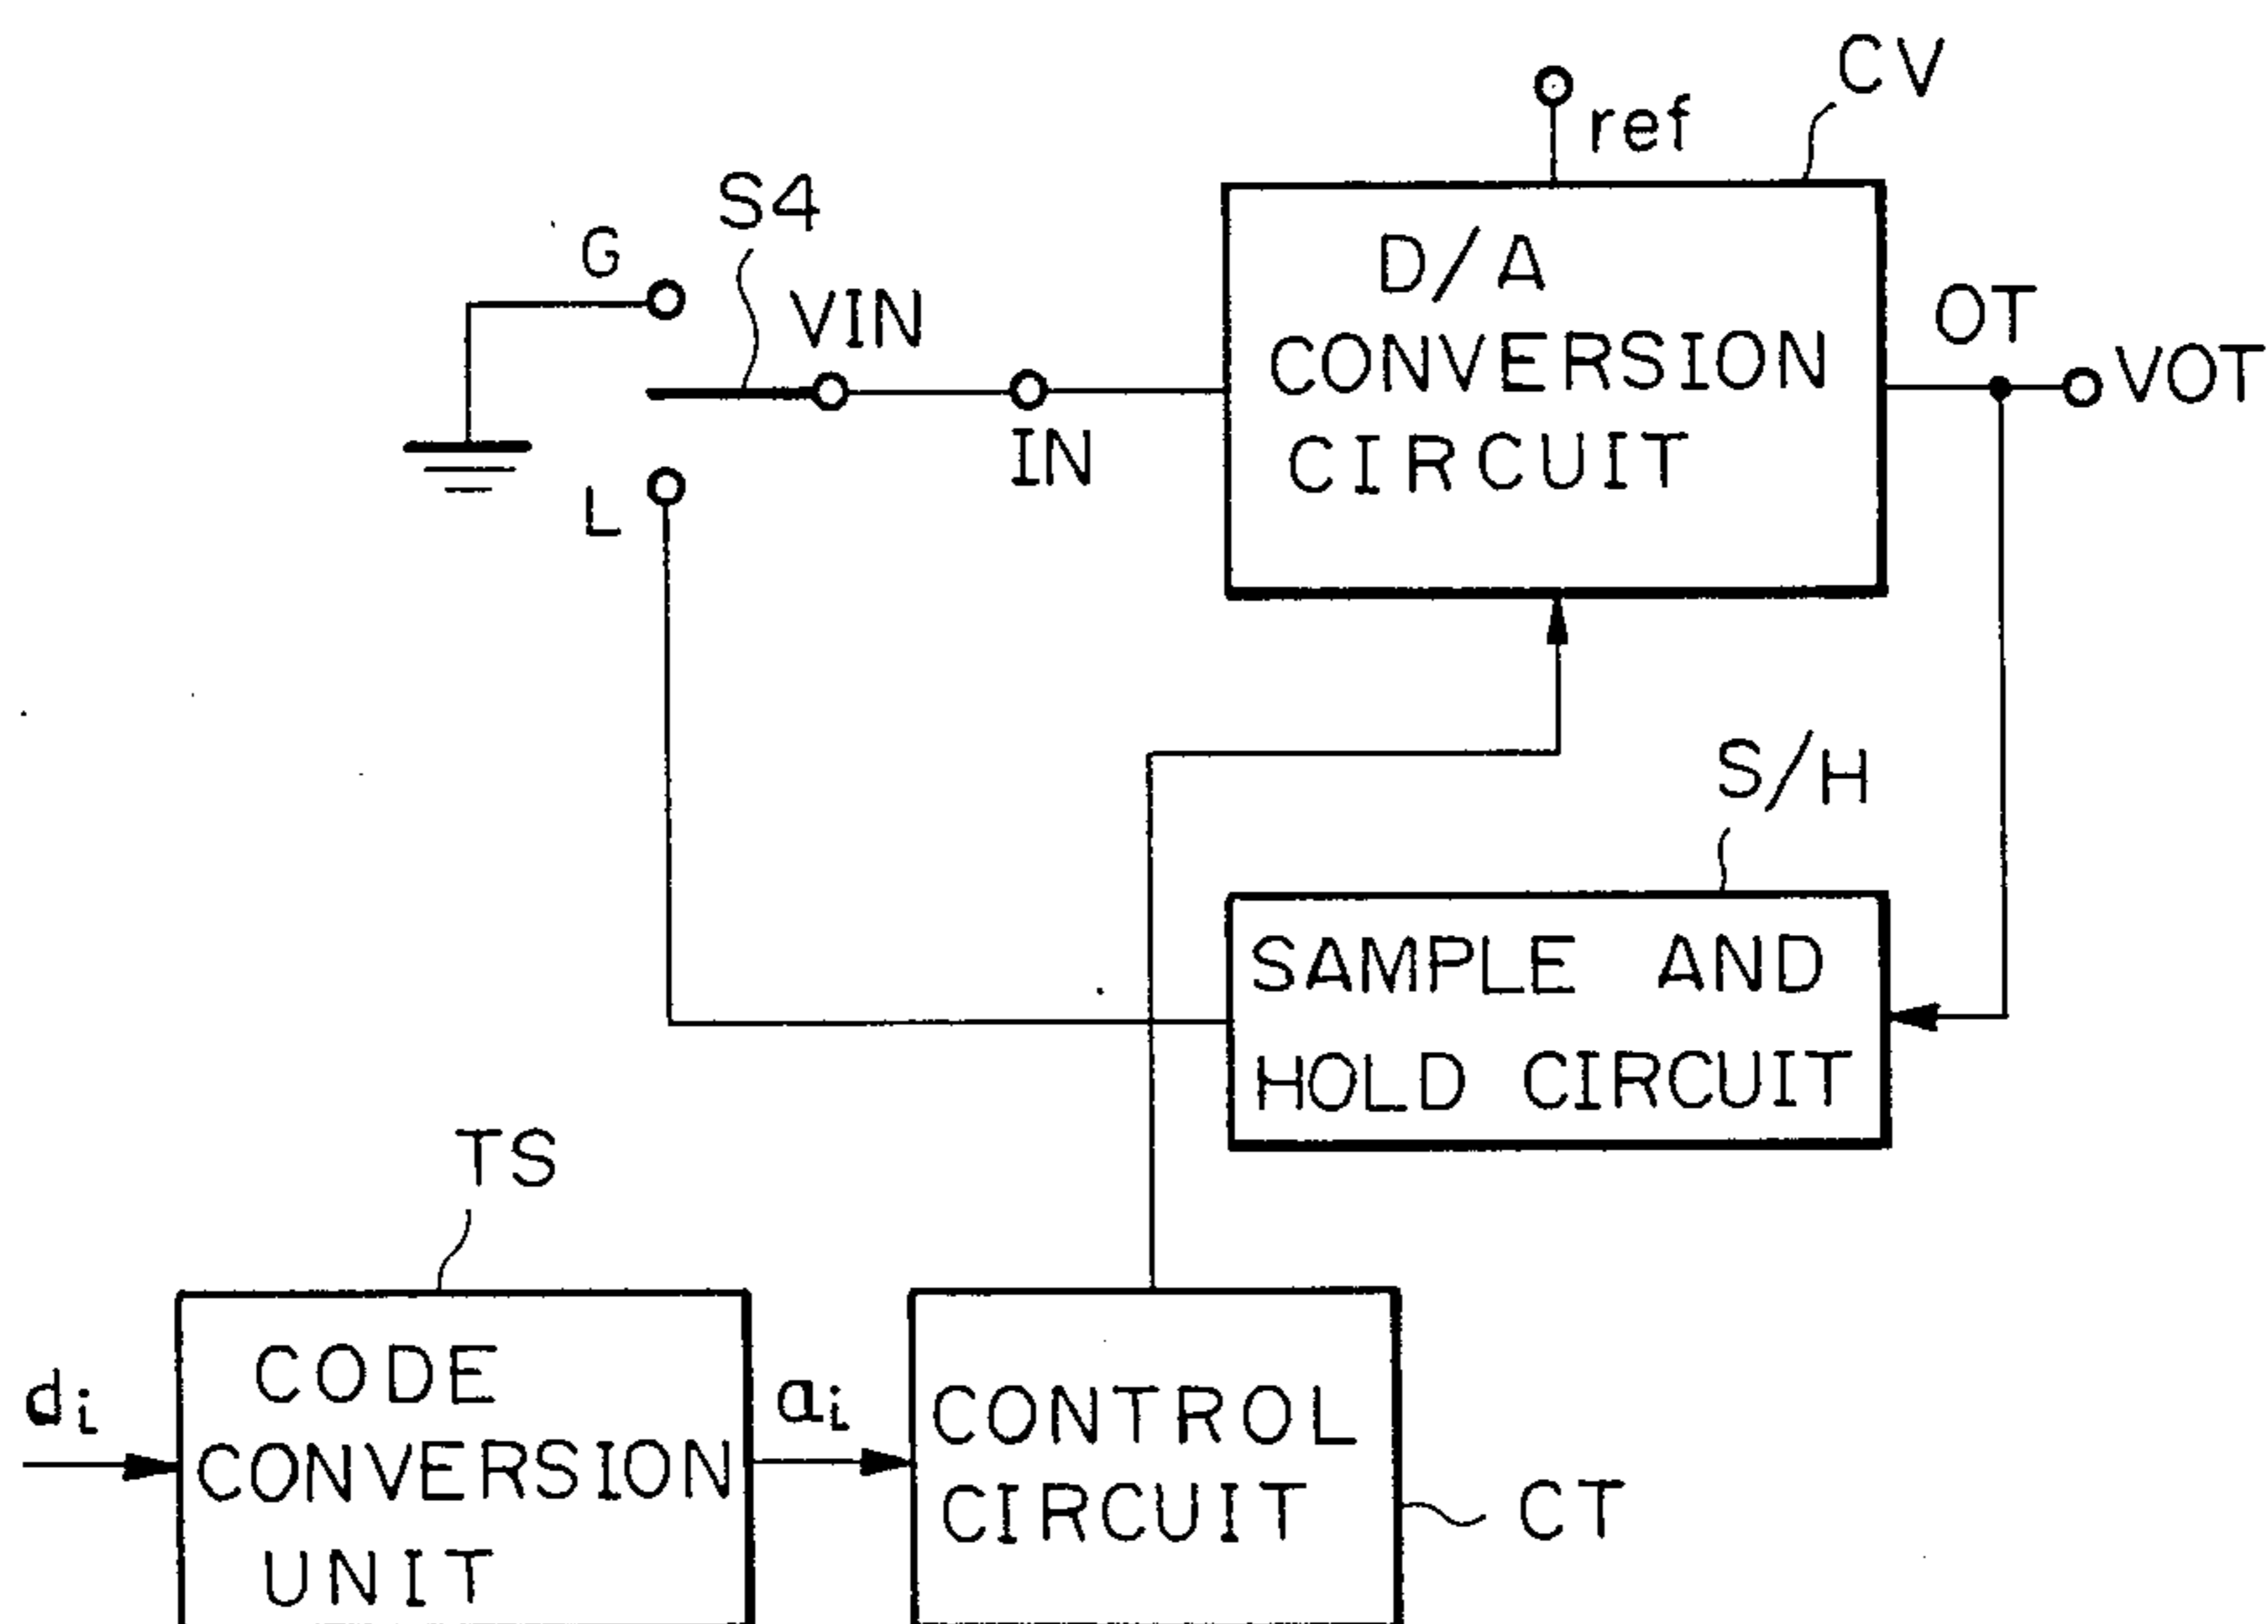 CV
ref
S4
G
VIN
D/A
CONVERSION
CIRCUIT
OT
VOT
IN
L
S/H
SAMPLE AND
HOLD CIRCUIT
TS
di
CODE
CONVERSION
UNIT
ai
CONTROL
CIRCUIT
CT